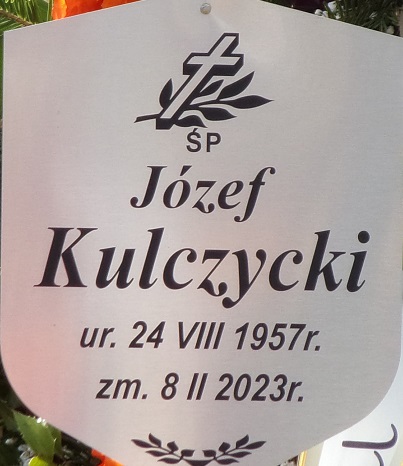 ŚP
Józef
Kulczycki
ur. 24 VIII 1957r.
zm. 8 II 2023r.